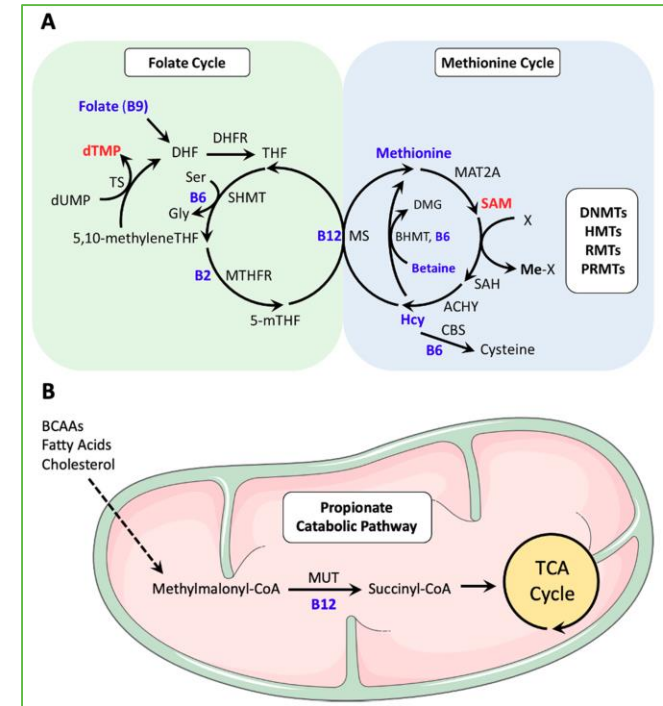 A
Folate Cycle
Methionine Cycle
Folate (B9)
dTMP
DHF
DHFR
THF
TS
dUMP
5,10-methyleneTHF
Ser
B6
SHMT
Gly
B2
MTHFR
5-mTHF
B12
MS
Methionine
MAT2A
DMG
SAM
X
BHMT, B6
Betaine
Me-X
SAH
ACHY
Hcy
CBS
B6
Cysteine
DNMTs
HMTs
RMTs
PRMTs
B
BCAAs
Fatty Acids
Cholesterol
Propionate
Catabolic Pathway
Methylmalonyl-CoA
MUT
B12
Succinyl-CoA
TCA
Cycle